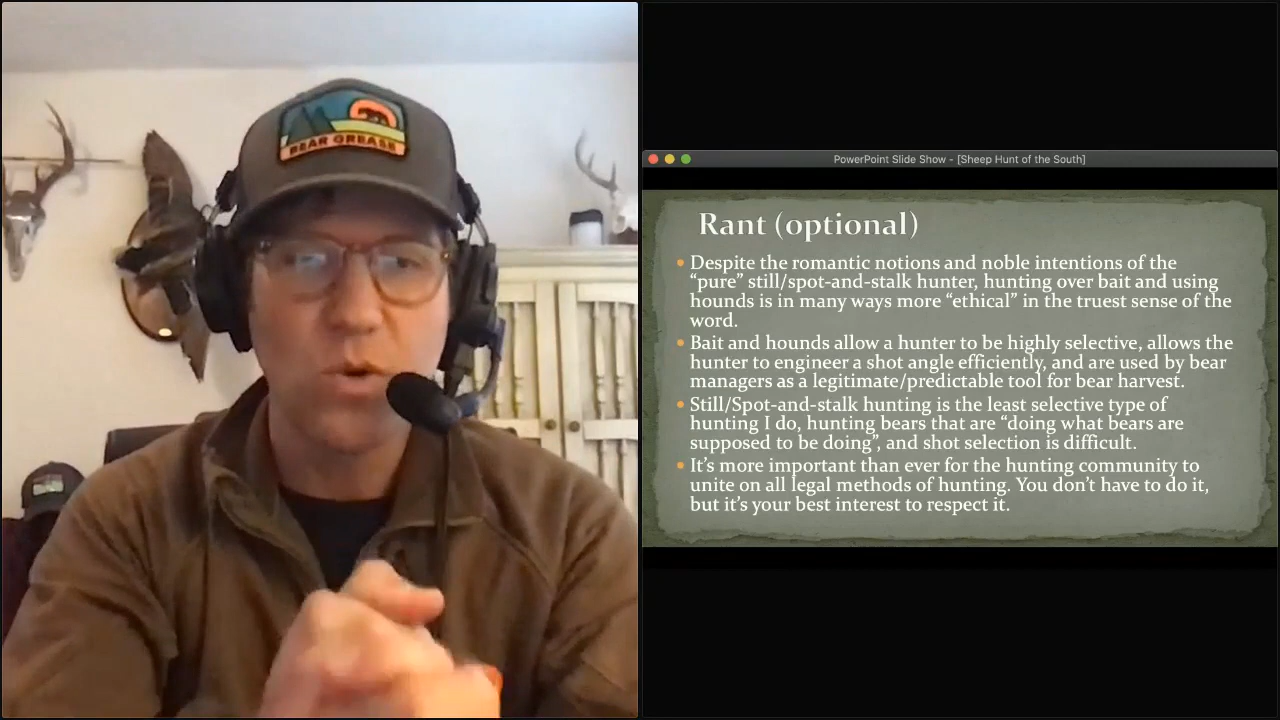 BEAR GREASE
PowerPoint Slide Show - [Sheep Hunt of the South]
Rant (optional)
• Despite the romantic notions and noble intentions of the
“pure” still/spot-and-stalk hunter, hunting over bait and using
hounds is in many ways more “ethical” in the truest sense of the
word.
• Bait and hounds allow a hunter to be highly selective, allows the
hunter to engineer a shot angle efficiently, and are used by bear
managers as a legitimate/predictable tool for bear harvest.
• Still/Spot-and-stalk hunting is the least selective type of
hunting I do, hunting bears that are “doing what bears are
supposed to be doing”, and shot selection is difficult.
• It’s more important than ever for the hunting community to
unite on all legal methods of hunting. You don’t have to do it,
but it’s your best interest to respect it.